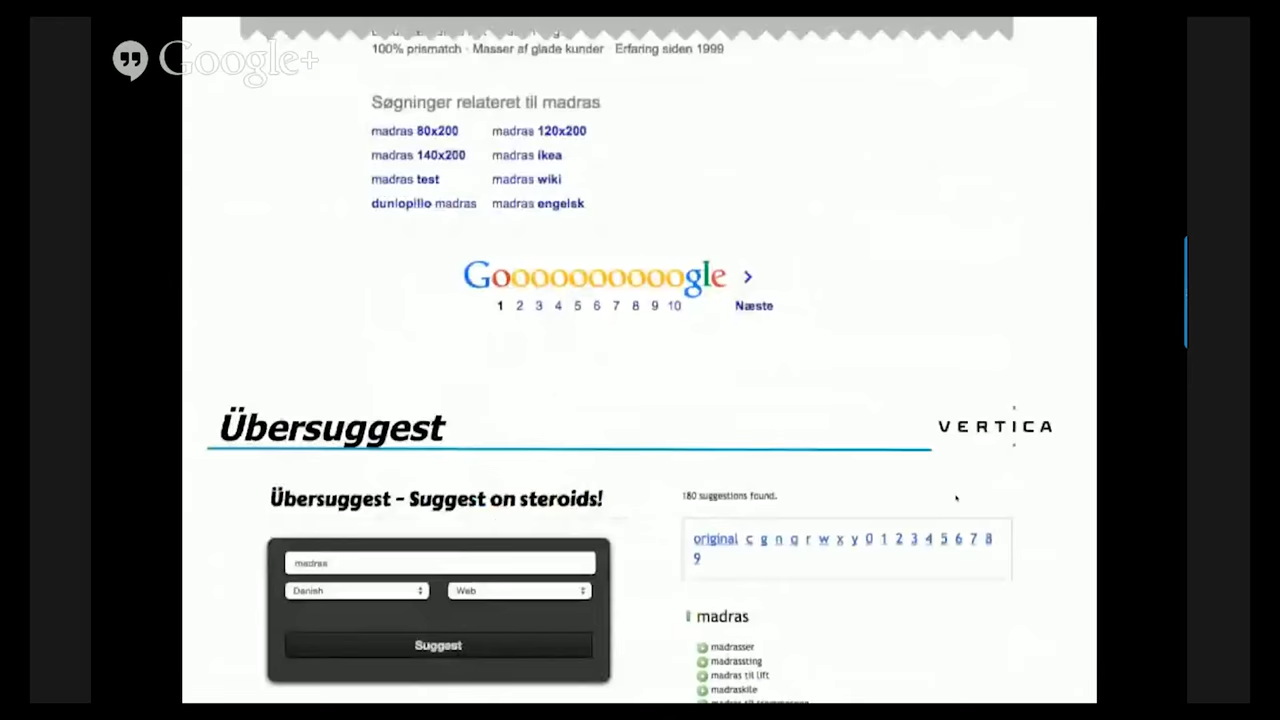 Google+
100% prismatch · Masser af glade kunder · Erfaring siden 1999
Søgninger relateret til madras
madras 80x200 madras 120x200
madras 140x200 madras ikea
madras test madras wiki
dunlopillo madras madras engelsk
Goooooooooogle >
1 2 3 4 5 6 7 8 9 10 Næste
Übersuggest
VERTICA
Übersuggest – Suggest on steroids!
180 suggestions found.
original c g n q r w x y 0 1 2 3 4 5 6 7 8
9
madras
Danish Web
Suggest
madras
madrasser
madrassting
madras til lift
madraskile